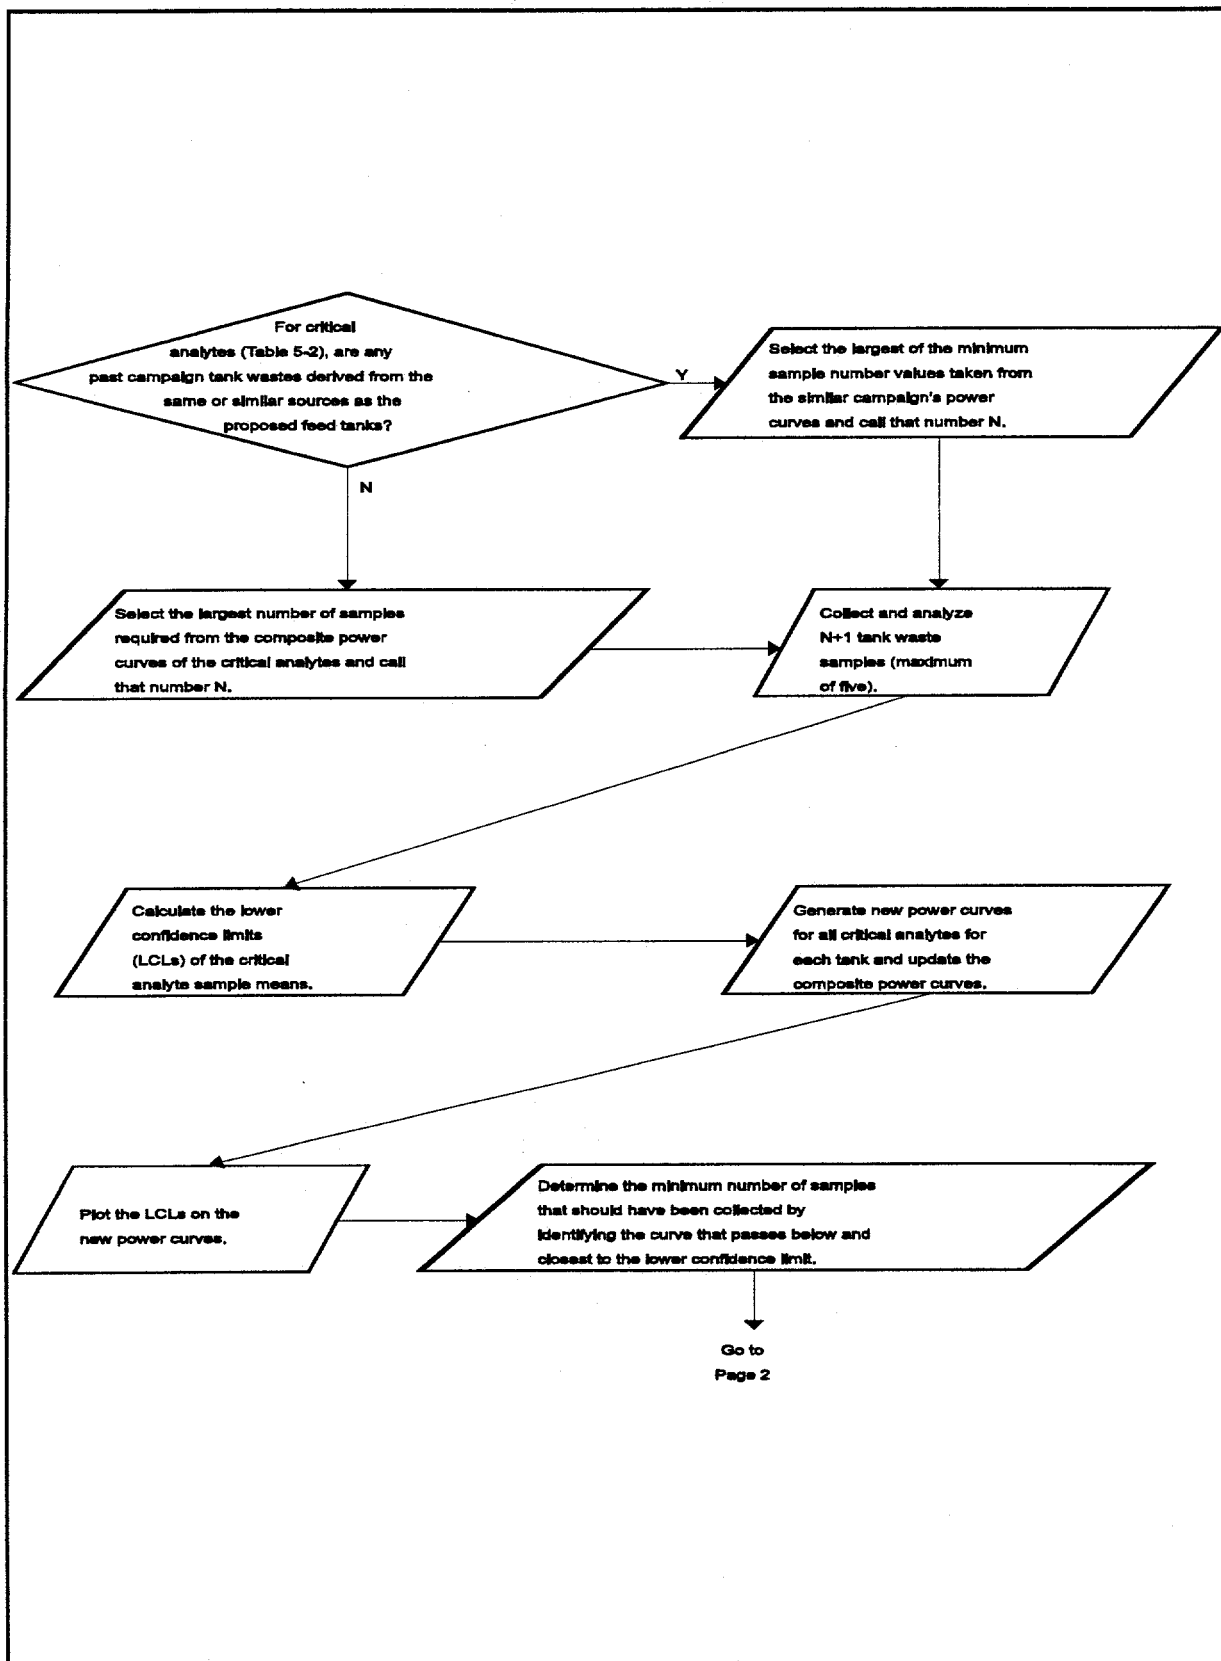 For critical
analytes (Table 5-2), are any
past campaign tank wastes derived from the
same or similar sources as the
proposed feed tanks?
Y
Select the largest of the minimum
sample number values taken from
the similar campaign's power
curves and call that number N.
N
Select the largest number of samples
required from the composite power
curves of the critical analytes and call
that number N.
Collect and analyze
N+1 tank waste
samples (maximum
of five).
Calculate the lower
confidence limits
(LCLs) of the critical
analyte sample means.
Generate new power curves
for all critical analytes for
each tank and update the
composite power curves.
Plot the LCLs on the
new power curves.
Determine the minimum number of samples
that should have been collected by
identifying the curve that passes below and
closest to the lower confidence limit.
Go to
Page 2